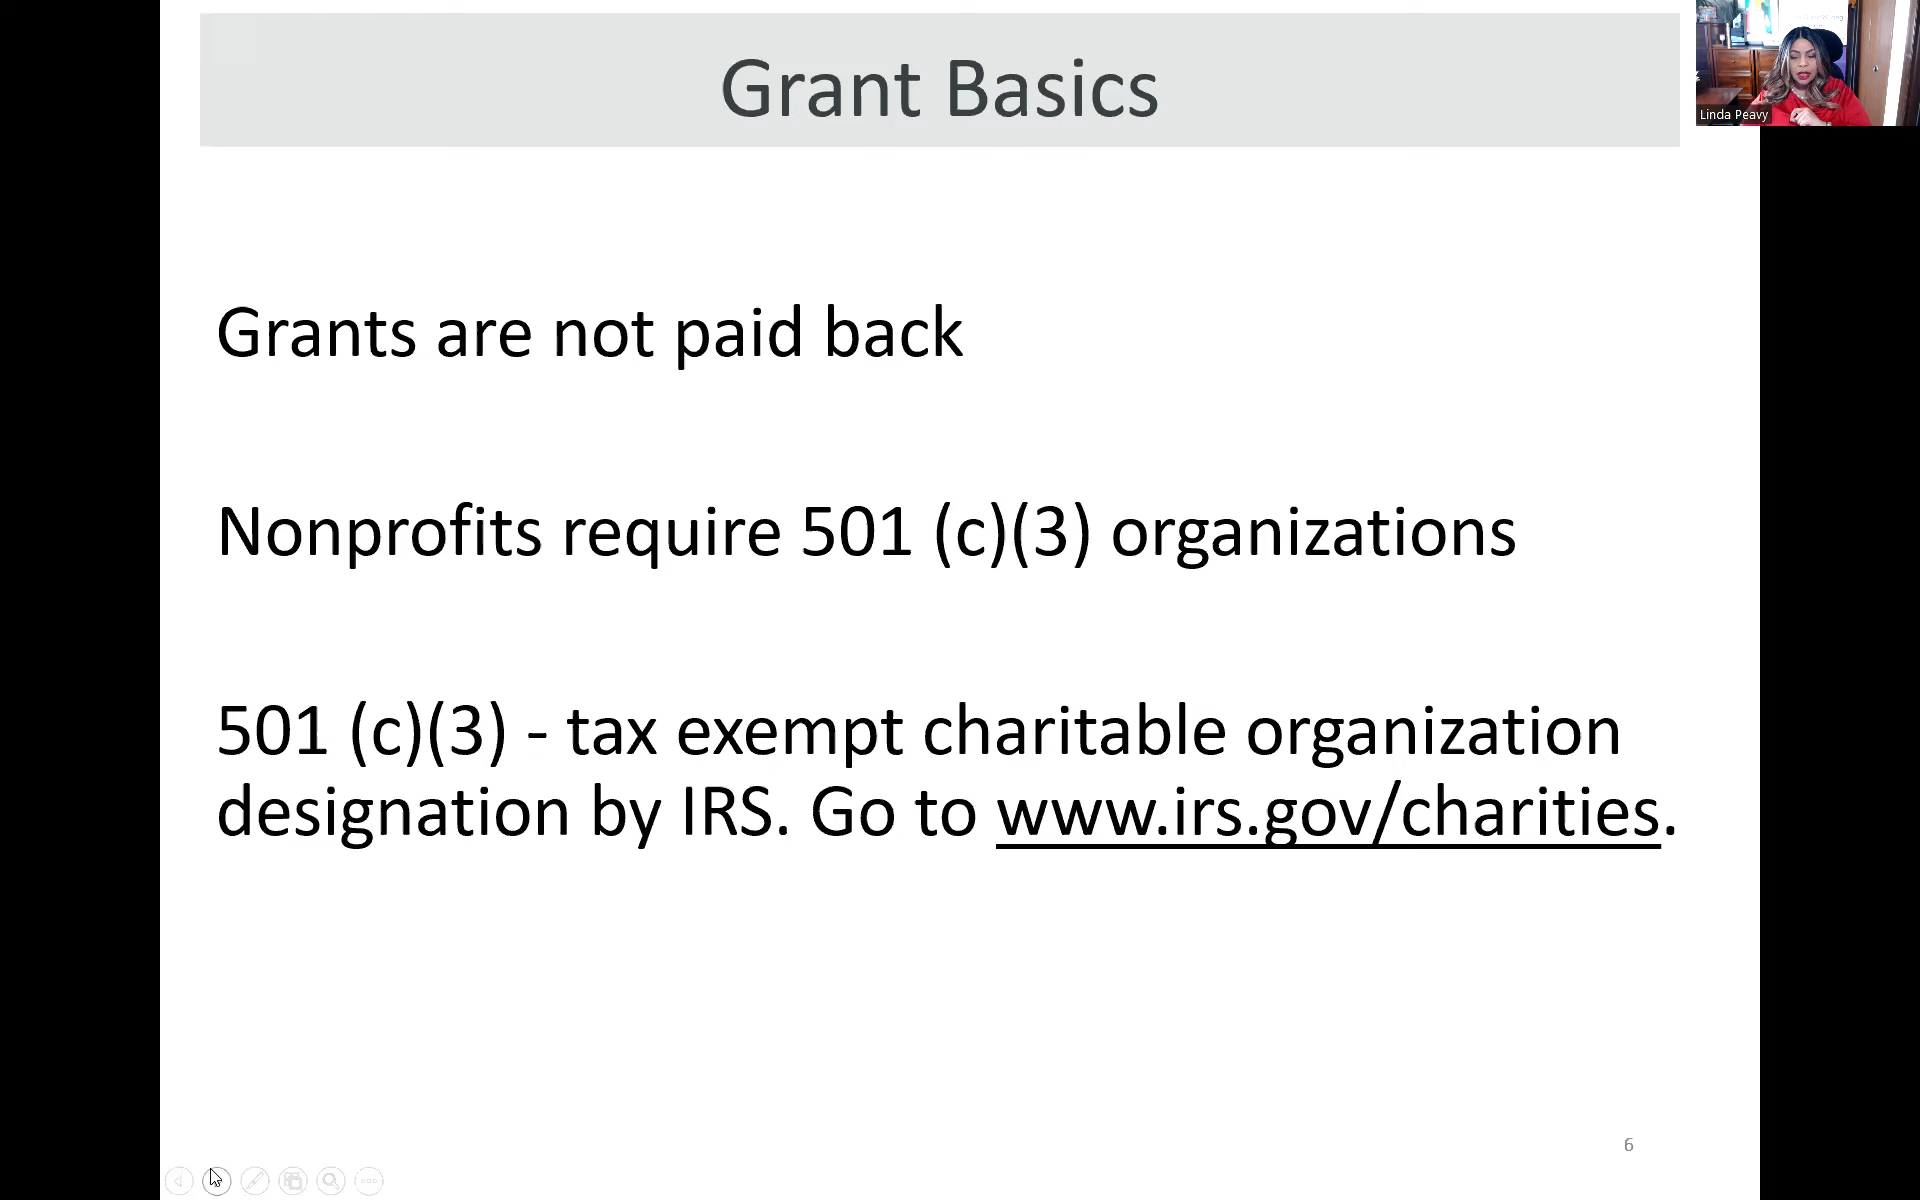 Grant Basics
Linda Peavy
Grants are not paid back
Nonprofits require 501 (c)(3) organizations
501 (c)(3) - tax exempt charitable organization
designation by IRS. Go to www.irs.gov/charities.
6